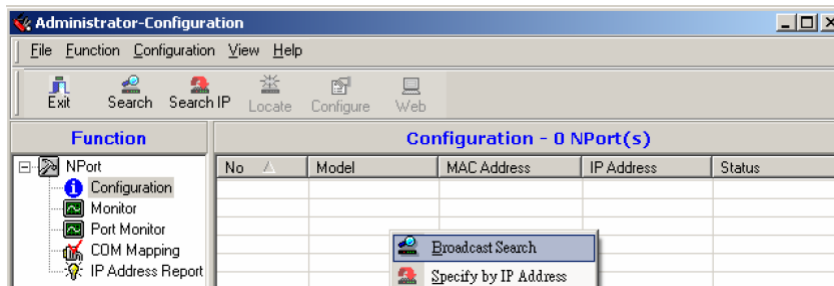 Administrator-Configuration
File Function Configuration View Help
Exit Search Search IP Locate Configure Web
Function
Configuration - 0 NPort(s)
NPort
Configuration
Monitor
Port Monitor
COM Mapping
IP Address Report
No Model MAC Address IP Address Status
Broadcast Search
Specify by IP Address